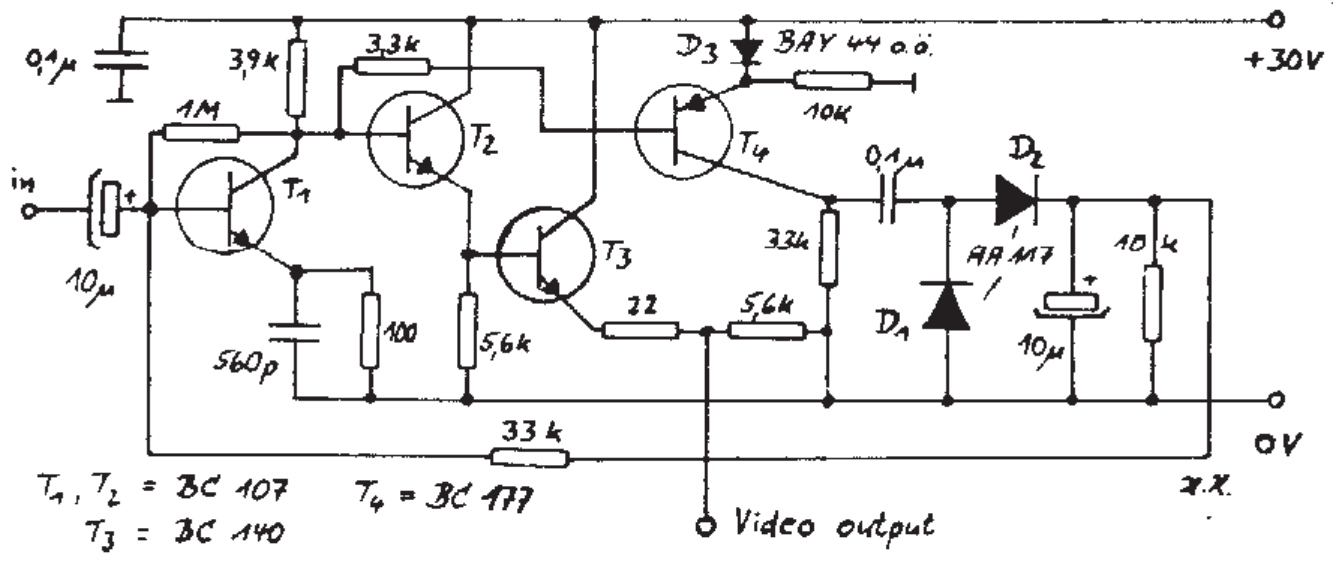 D₃ BAY 44 o.ä.
+30V
0,1µ
3,9k
3,3k
10k
1M
T₂
T₄
in
T₁
0,1µ
D₂
+
10µ
T₃
33k
AA 117
10 k
+
560p
100
5,6k
22
5,6k
D₁
10µ
0V
33 k
T₁, T₂ = BC 107
T₄ = BC 177
T₃ = BC 140
Video output